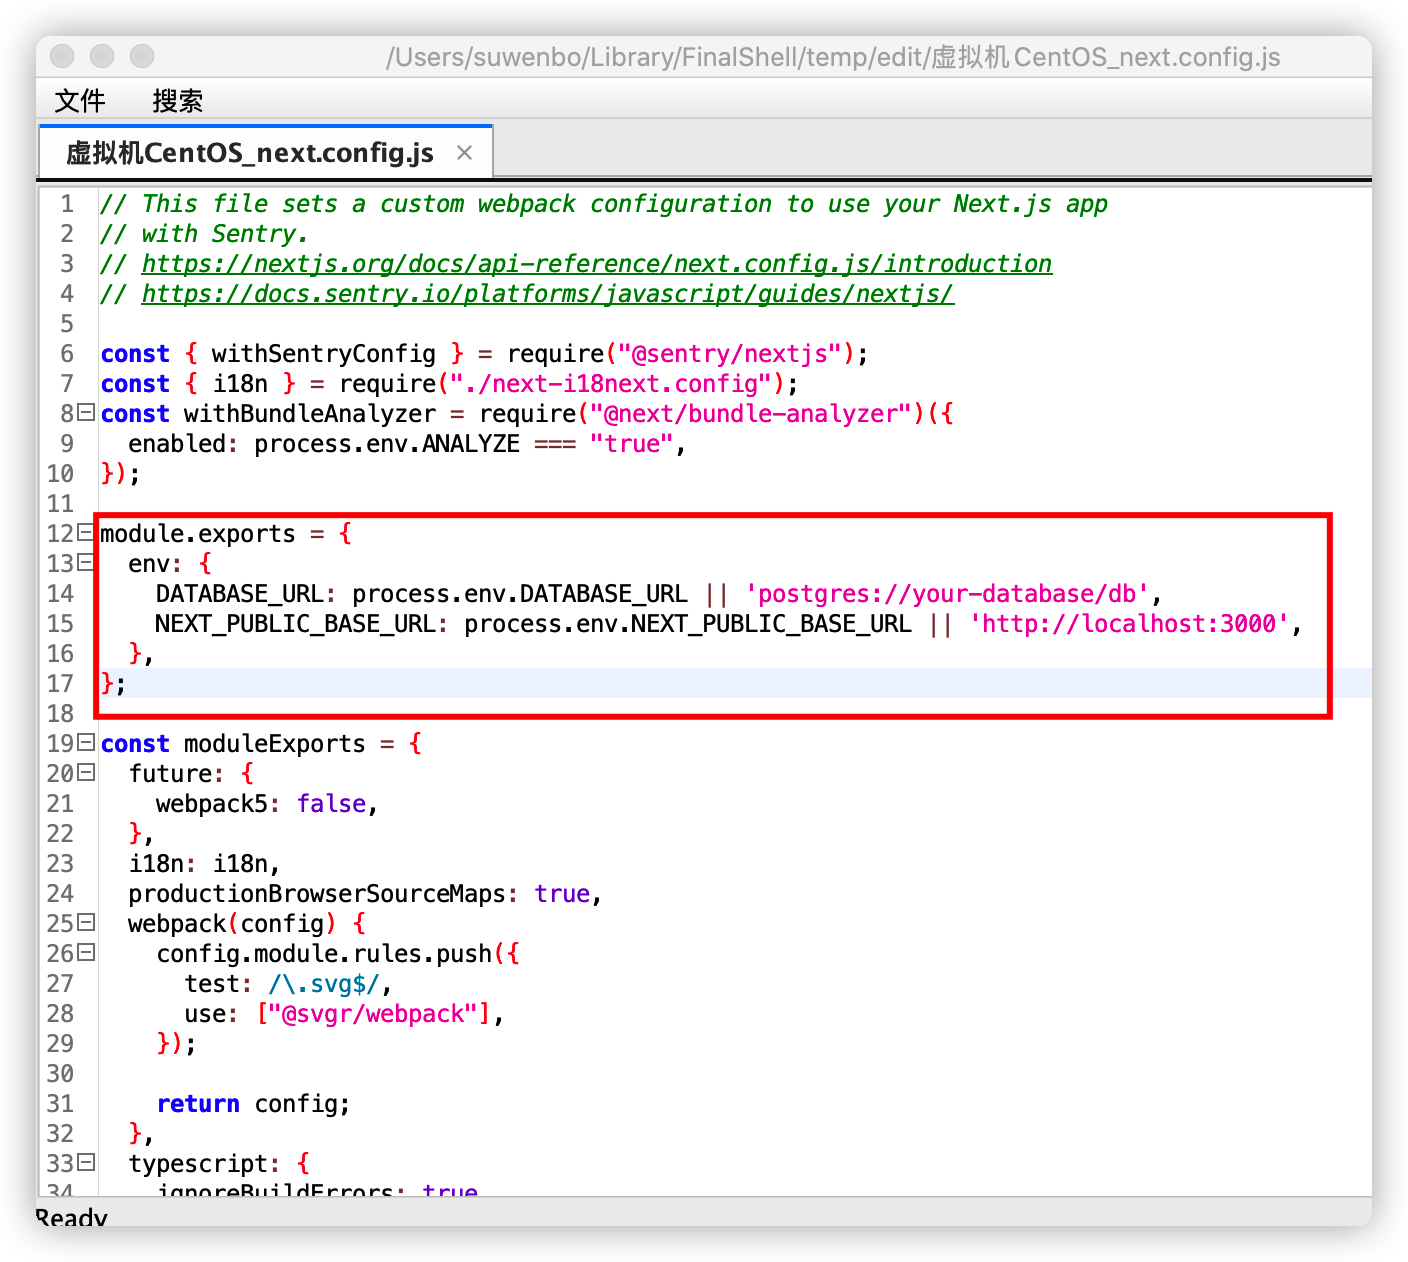 /Users/suwenbo/Library/FinalShell/temp/edit/虚拟机CentOS_next.config.js
文件 搜索
虚拟机CentOS_next.config.js ×
1 // This file sets a custom webpack configuration to use your Next.js app
2 // with Sentry.
3 // https://nextjs.org/docs/api-reference/next.config.js/introduction
4 // https://docs.sentry.io/platforms/javascript/guides/nextjs/
5
6 const { withSentryConfig } = require("@sentry/nextjs");
7 const { i18n } = require("./next-i18next.config");
8 const withBundleAnalyzer = require("@next/bundle-analyzer")({
9   enabled: process.env.ANALYZE === "true",
10 });
11
12 module.exports = {
13   env: {
14     DATABASE_URL: process.env.DATABASE_URL || 'postgres://your-database/db',
15     NEXT_PUBLIC_BASE_URL: process.env.NEXT_PUBLIC_BASE_URL || 'http://localhost:3000',
16   },
17 };
18
19 const moduleExports = {
20   future: {
21     webpack5: false,
22   },
23   i18n: i18n,
24   productionBrowserSourceMaps: true,
25   webpack(config) {
26     config.module.rules.push({
27       test: /\.svg$/,
28       use: ["@svgr/webpack"],
29     });
30
31     return config;
32   },
33   typescript: {
34     ignoreBuildErrors: true
Ready